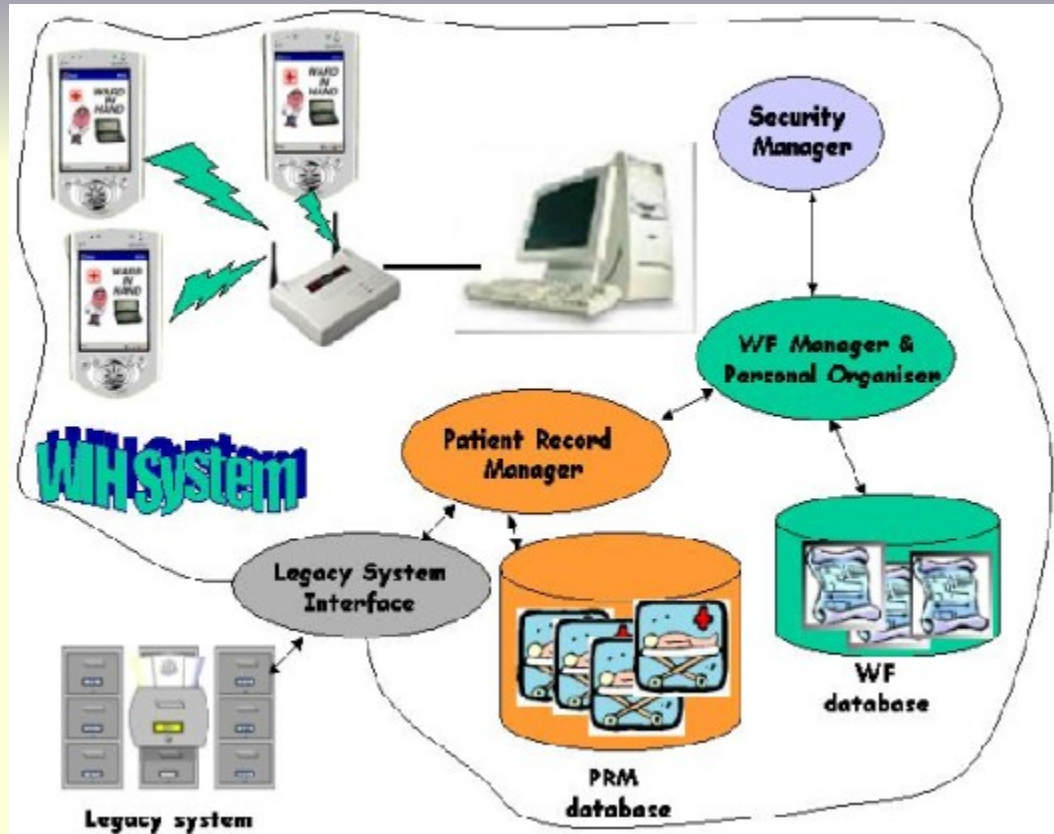 WARD
IN
HAND
WARD
IN
HAND
WARD
IN
HAND
Security
Manager
WF Manager &
Personal Organiser
Patient Record
Manager
WIH System
Legacy System
Interface
WF
database
PRM
database
Legacy system